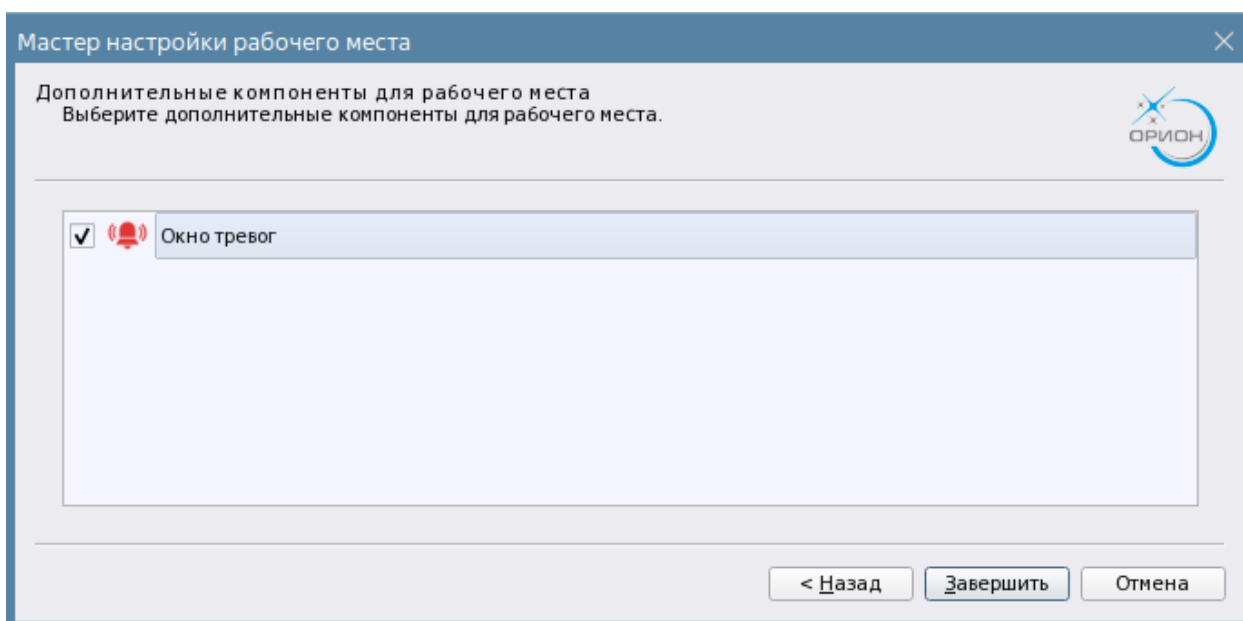 Мастер настройки рабочего места
Дополнительные компоненты для рабочего места
Выберите дополнительные компоненты для рабочего места.
ОРИОН
Окно тревог
< Назад
Завершить
Отмена